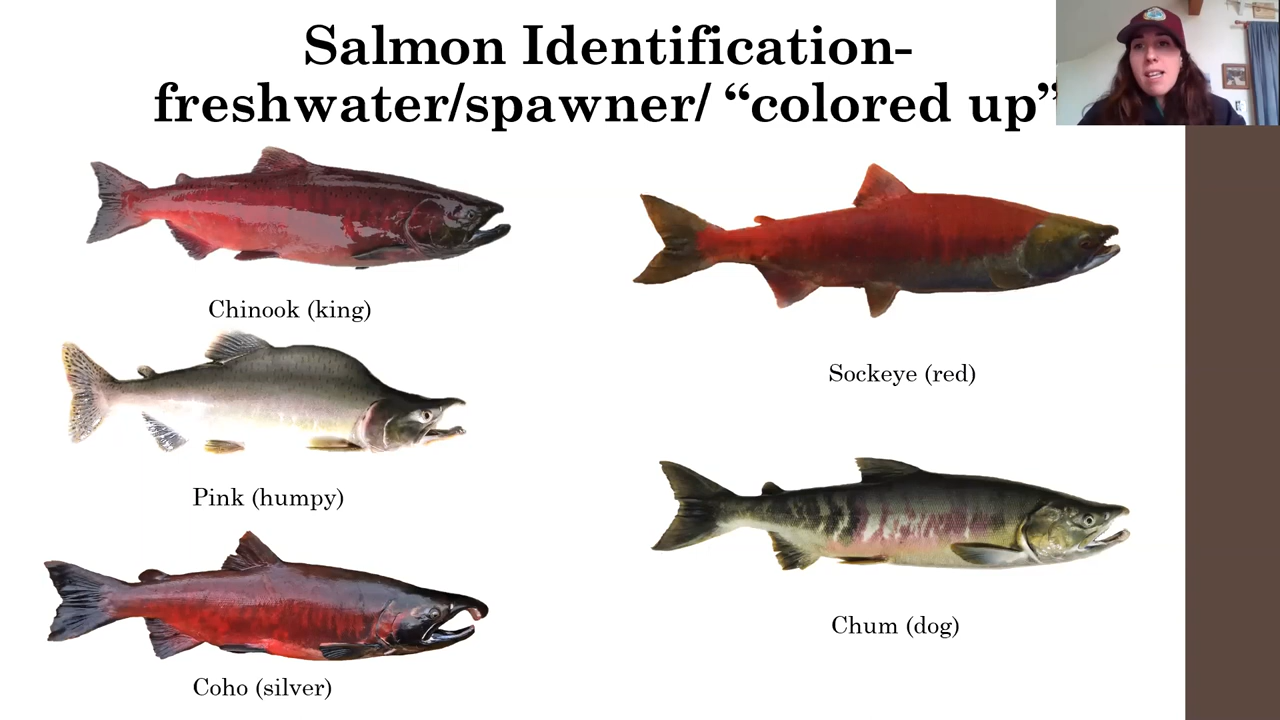 Salmon Identification-
freshwater/spawner/ “colored up”
Chinook (king)
Sockeye (red)
Pink (humpy)
Chum (dog)
Coho (silver)